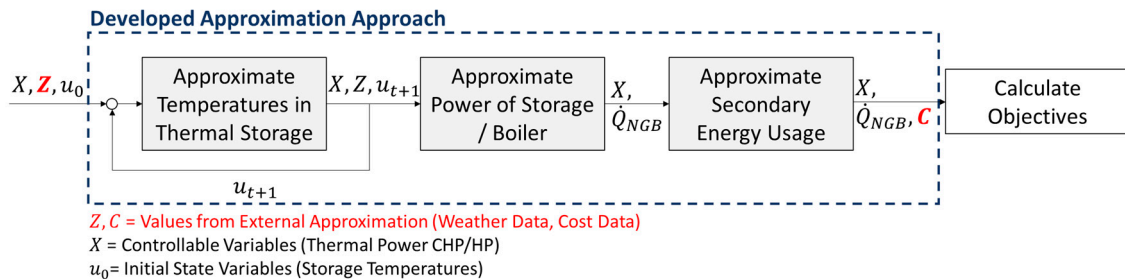 Developed Approximation Approach
X, Z, u₀
Approximate
Temperatures in
Thermal Storage
X, Z, uₜ₊₁
uₜ₊₁
Approximate
Power of Storage
/ Boiler
X,
Q̇_NGB
Approximate
Secondary
Energy Usage
X,
Q̇_NGB, C
Calculate
Objectives
Z, C = Values from External Approximation (Weather Data, Cost Data)
X = Controllable Variables (Thermal Power CHP/HP)
u₀= Initial State Variables (Storage Temperatures)